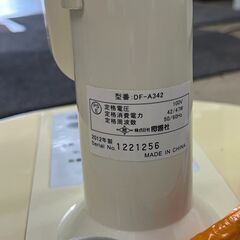 型番:DF-A342
定格電圧 100V
定格消費電力 42/47W
定格周波数 50/60Hz
株式会社
2012年製
Serial No. 1221256
MADE IN CHINA